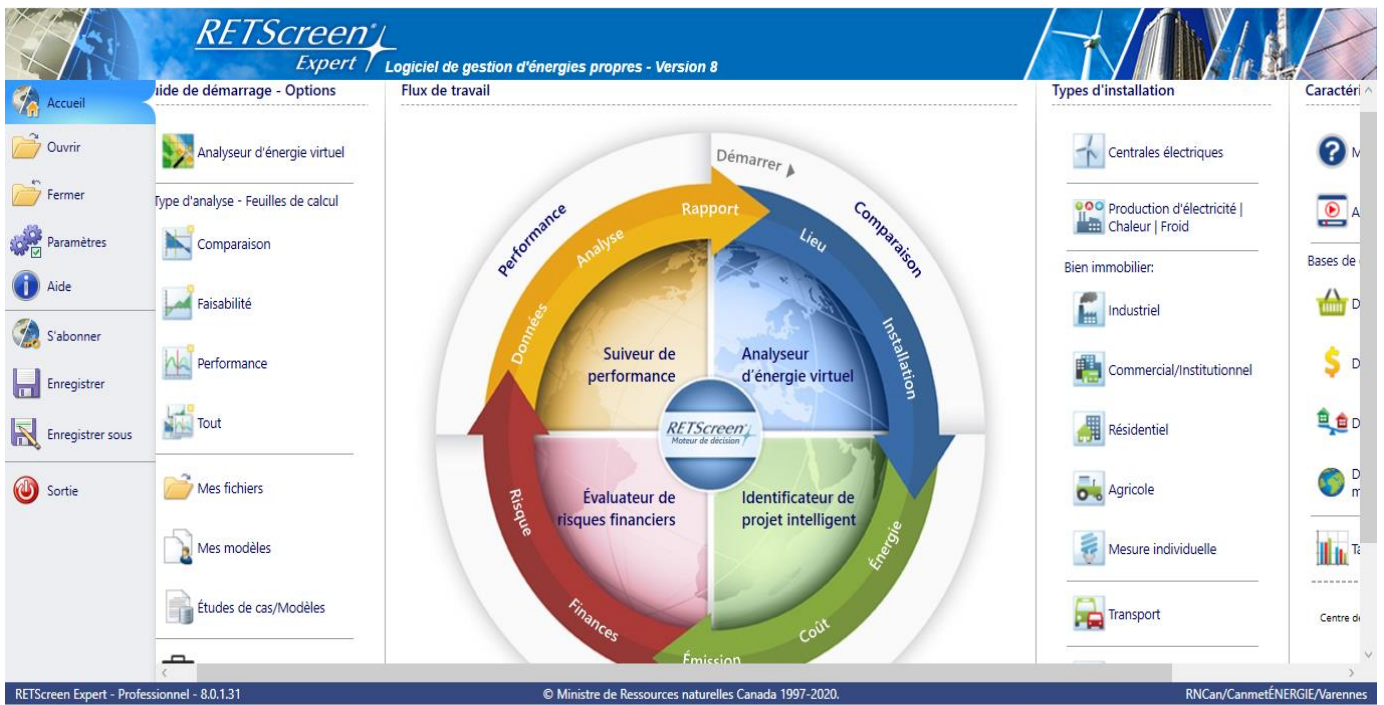 RETScreen
Expert
Logiciel de gestion d'énergies propres - Version 8
Accueil
Ouvrir
Fermer
Paramètres
Aide
S'abonner
Enregistrer
Enregistrer sous
Sortie
uide de démarrage - Options
Analyseur d'énergie virtuel
Type d'analyse - Feuilles de calcul
Comparaison
Faisabilité
Performance
Tout
Mes fichiers
Mes modèles
Études de cas/Modèles
Flux de travail
Démarrer
Performance
Comparaison
Rapport
Analyse
Données
Lieu
Installation
Suiveur de
performance
Analyseur
d'énergie virtuel
RETScreen
Moteur de décision
Évaluateur de
risques financiers
Identificateur de
projet intelligent
Risque
Finances
Énergie
Coût
Émission
Types d'installation
Centrales électriques
Production d'électricité |
Chaleur | Froid
Bien immobilier:
Industriel
Commercial/Institutionnel
Résidentiel
Agricole
Mesure individuelle
Transport
Caractéri
M
A
Bases de
D
D
D
D
m
Ta
Centre de
RETScreen Expert - Professionnel - 8.0.1.31
© Ministre de Ressources naturelles Canada 1997-2020.
RNCan/CanmetÉNERGIE/Varennes